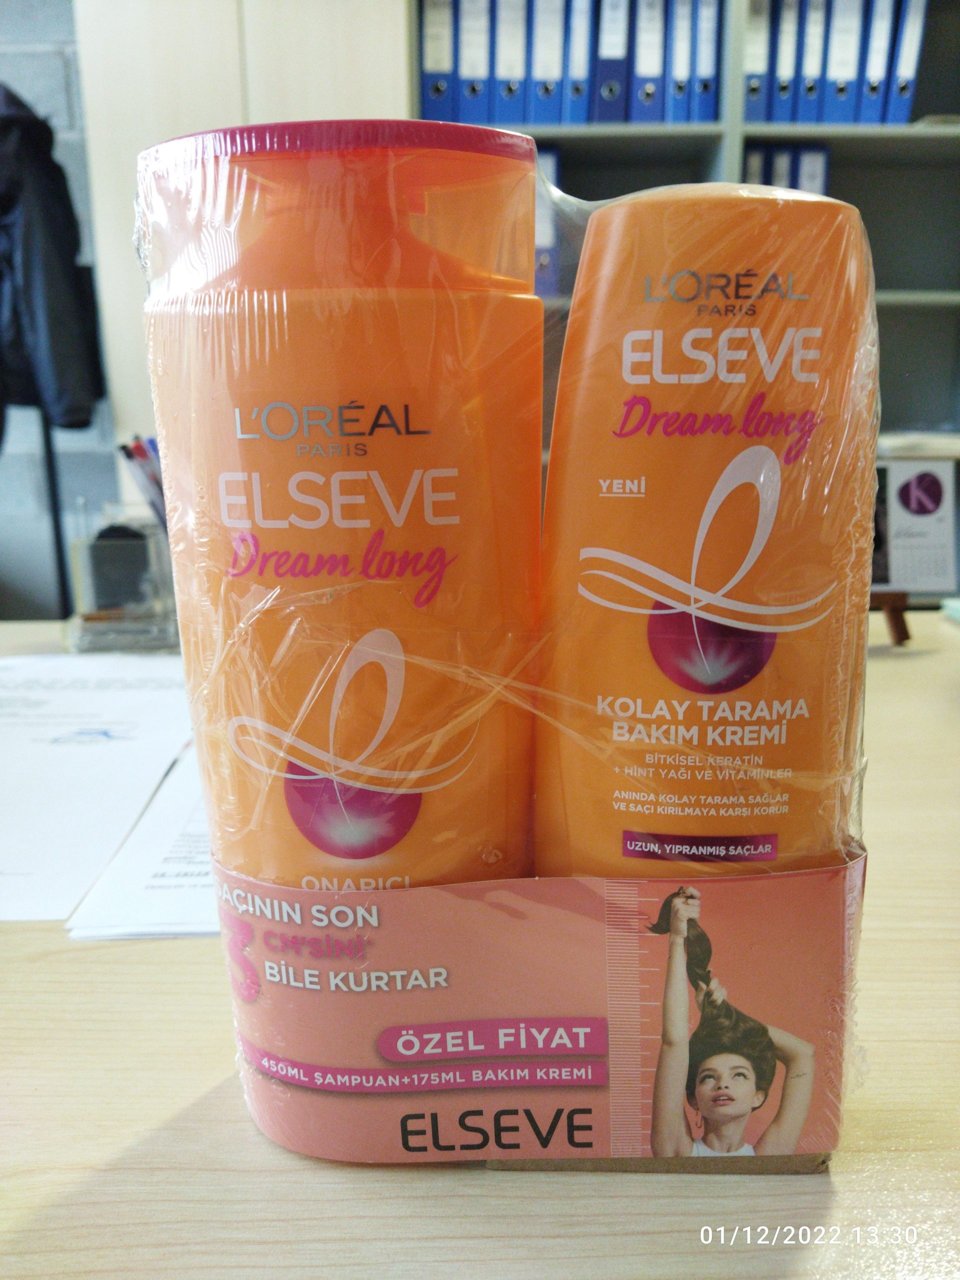 L'ORÉAL
PARIS
ELSEVE
Dream long
ONARICI
L'ORÉAL
PARIS
ELSEVE
Dream long
YENİ
KOLAY TARAMA
BAKIM KREMİ
BİTKİSEL KERATİN
+ HİNT YAĞI VE VİTAMİNLER
ANINDA KOLAY TARAMA SAĞLAR
VE SAÇI KIRILMAYA KARŞI KORUR
UZUN, YIPRANMIŞ SAÇLAR
SAÇININ SON
3 CM'SİNİ
BİLE KURTAR
ÖZEL FİYAT
450ML ŞAMPUAN+175ML BAKIM KREMİ
ELSEVE
K
01/12/2022 13:30